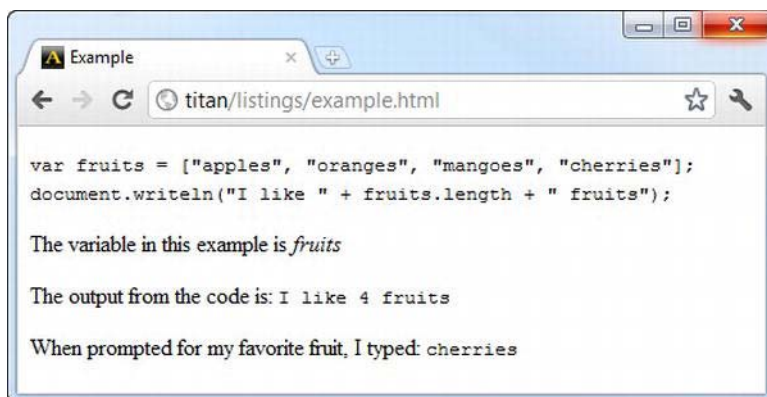 Example
titan/listings/example.html
var fruits = ["apples", "oranges", "mangoes", "cherries"];
document.writeln("I like " + fruits.length + " fruits");
The variable in this example is fruits
The output from the code is: I like 4 fruits
When prompted for my favorite fruit, I typed: cherries